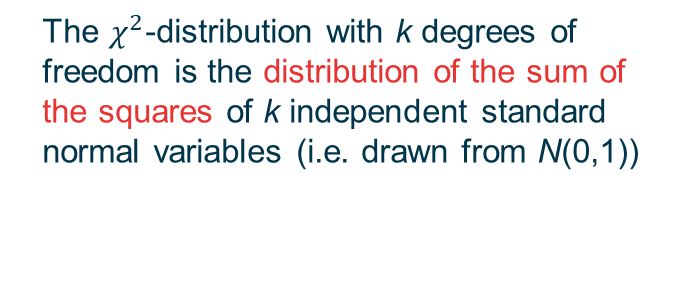 The χ²-distribution with k degrees of
freedom is the distribution of the sum of
the squares of k independent standard
normal variables (i.e. drawn from N(0,1))